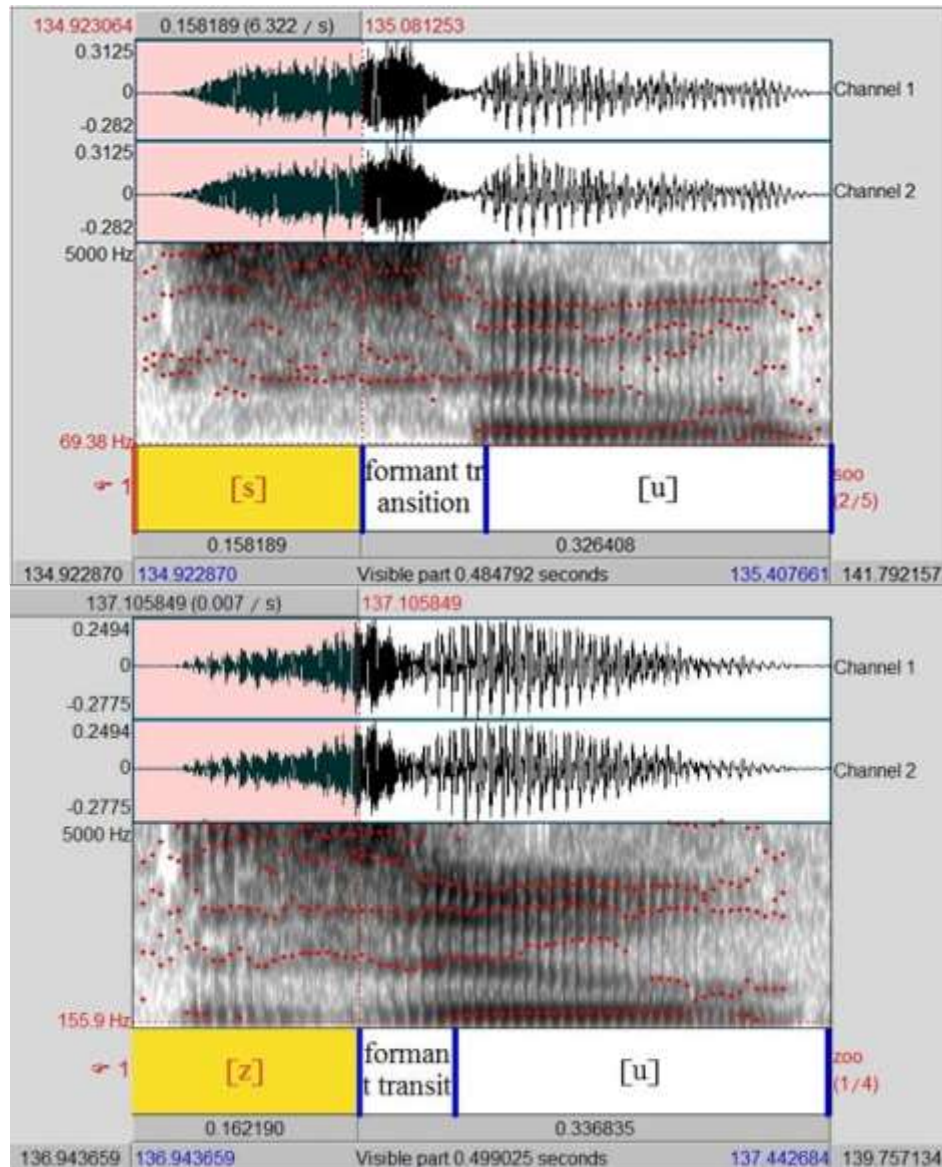 134.923064 0.158189 (6.322 / s) 135.081253
0.3125
0 Channel 1
-0.282
0.3125
0 Channel 2
-0.282
5000 Hz
69.38 Hz
☞ 1 [s] formant tr
ansition [u] soo
(2/5)
0.158189 0.326408
134.922870 134.922870 Visible part 0.484792 seconds 135.407661 141.792157
137.105849 (0.007 / s) 137.105849
0.2494
0 Channel 1
-0.2775
0.2494
0 Channel 2
-0.2775
5000 Hz
155.9 Hz
☞ 1 [z] forman
t transit [u] zoo
(1/4)
0.162190 0.336835
136.943659 136.943659 Visible part 0.499025 seconds 137.442684 139.757134